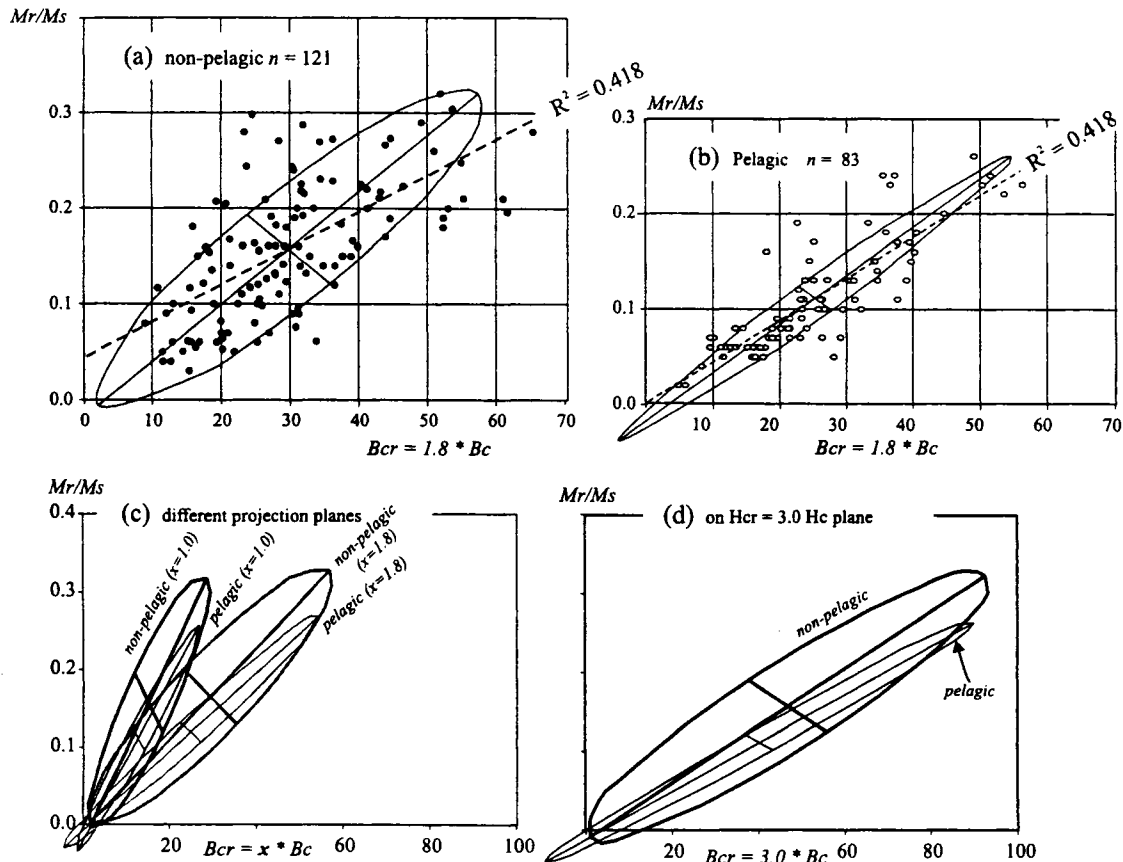 Mr/Ms
(a) non-pelagic n = 121
R² = 0.418
0.3
0.2
0.1
0.0
0 10 20 30 40 50 60 70
Bcr = 1.8 * Bc
Mr/Ms
(b) Pelagic n = 83
R² = 0.418
0.3
0.2
0.1
0.0
10 20 30 40 50 60 70
Bcr = 1.8 * Bc
Mr/Ms
(c) different projection planes
non-pelagic (x=1.0)
pelagic (x=1.0)
non-pelagic
(x=1.8)
pelagic (x=1.8)
0.4
0.3
0.2
0.1
0.0
20 40 60 80 100
Bcr = x * Bc
Mr/Ms
(d) on Hcr = 3.0 Hc plane
non-pelagic
pelagic
20 40 60 80 100
Bcr = 3.0 * Bc